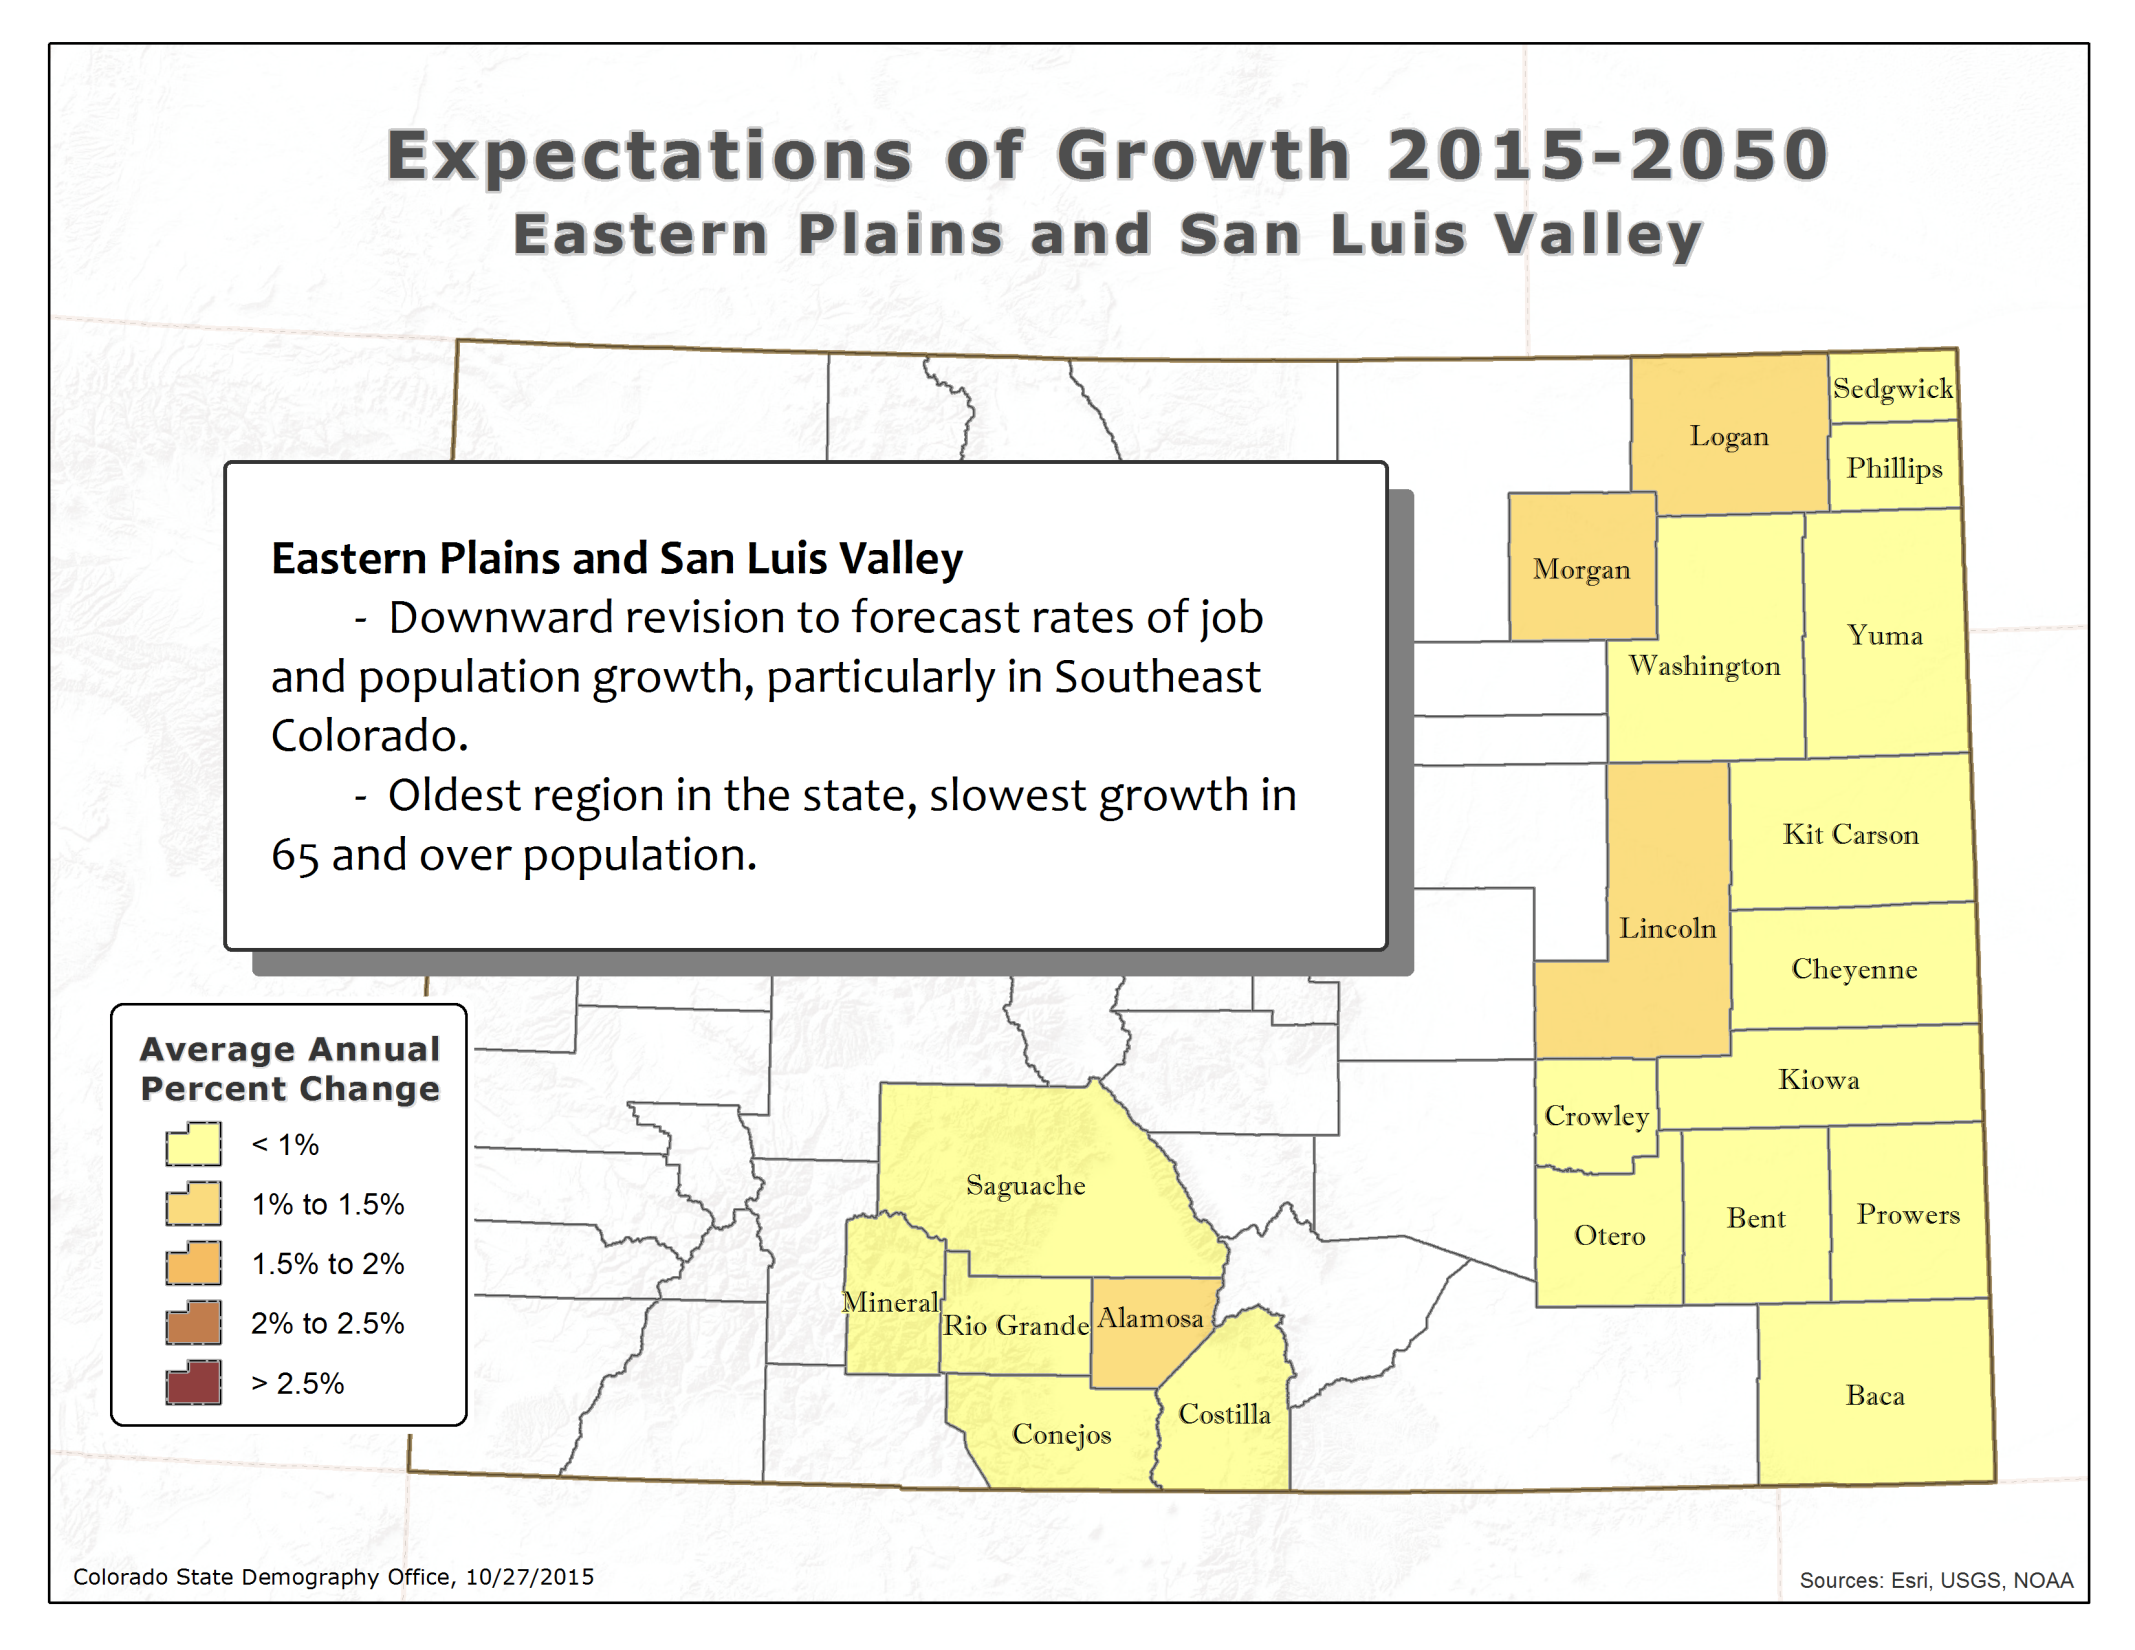 Expectations of Growth 2015-2050
Eastern Plains and San Luis Valley
Sedgwick
Logan
Phillips
Eastern Plains and San Luis Valley
- Downward revision to forecast rates of job
and population growth, particularly in Southeast
Colorado.
- Oldest region in the state, slowest growth in
65 and over population.
Morgan
Yuma
Washington
Kit Carson
Lincoln
Cheyenne
Kiowa
Crowley
Saguache
Otero
Bent
Prowers
Mineral
Rio Grande
Alamosa
Baca
Costilla
Conejos
Average Annual
Percent Change
< 1%
1% to 1.5%
1.5% to 2%
2% to 2.5%
> 2.5%
Colorado State Demography Office, 10/27/2015
Sources: Esri, USGS, NOAA